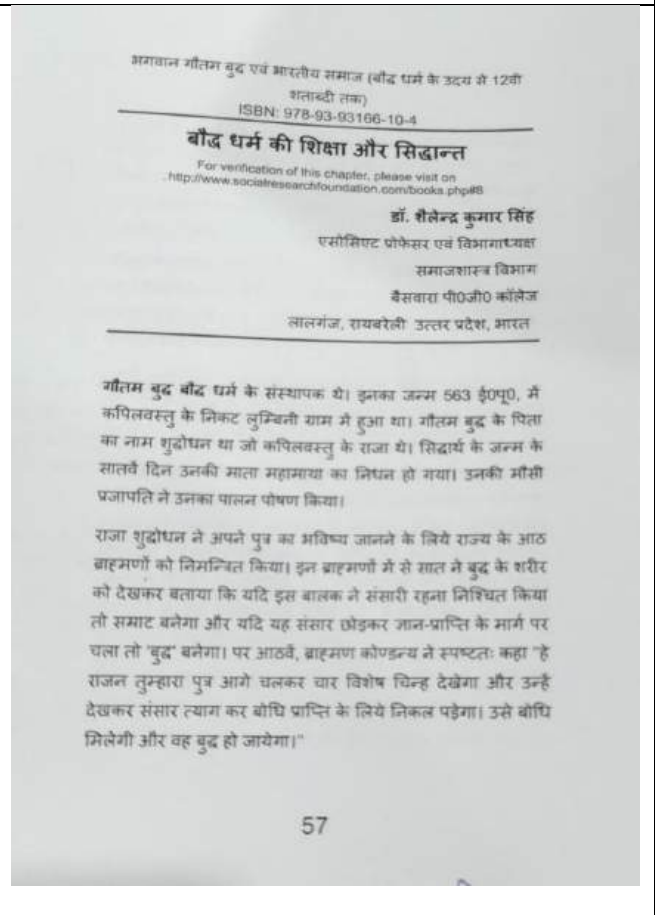 भगवान गौतम बुद्ध एवं भारतीय समाज (बौद्ध धर्म के उदय से 12वीं
शताब्दी तक)
ISBN: 978-93-93166-10-4
बौद्ध धर्म की शिक्षा और सिद्धान्त
For verification of this chapter, please visit on
http://www.socialresearchfoundation.com/books.php#8
डॉ. शैलेन्द्र कुमार सिंह
एसोसिएट प्रोफेसर एवं विभागाध्यक्ष
समाजशास्त्र विभाग
बैसवारा पी0जी0 कॉलेज
लालगंज, रायबरेली उत्तर प्रदेश, भारत
गौतम बुद्ध बौद्ध धर्म के संस्थापक थे। इनका जन्म 563 ई0पू0, में
कपिलवस्तु के निकट लुम्बिनी ग्राम में हुआ था। गौतम बुद्ध के पिता
का नाम शुद्धोधन था जो कपिलवस्तु के राजा थे। सिद्धार्थ के जन्म के
सातवें दिन उनकी माता महामाया का निधन हो गया। उनकी मौसी
प्रजापति ने उनका पालन पोषण किया।
राजा शुद्धोधन ने अपने पुत्र का भविष्य जानने के लिये राज्य के आठ
ब्राह्मणों को निमन्त्रित किया। इन ब्राह्मणों में से सात ने बुद्ध के शरीर
को देखकर बताया कि यदि इस बालक ने संसारी रहना निश्चित किया
तो सम्राट बनेगा और यदि यह संसार छोड़कर ज्ञान-प्राप्ति के मार्ग पर
चला तो 'बुद्ध' बनेगा। पर आठवें, ब्राह्मण कोण्डन्य ने स्पष्टतः कहा "हे
राजन तुम्हारा पुत्र आगे चलकर चार विशेष चिन्ह देखेगा और उन्हें
देखकर संसार त्याग कर बोधि प्राप्ति के लिये निकल पड़ेगा। उसे बोधि
मिलेगी और वह बुद्ध हो जायेगा।"
57